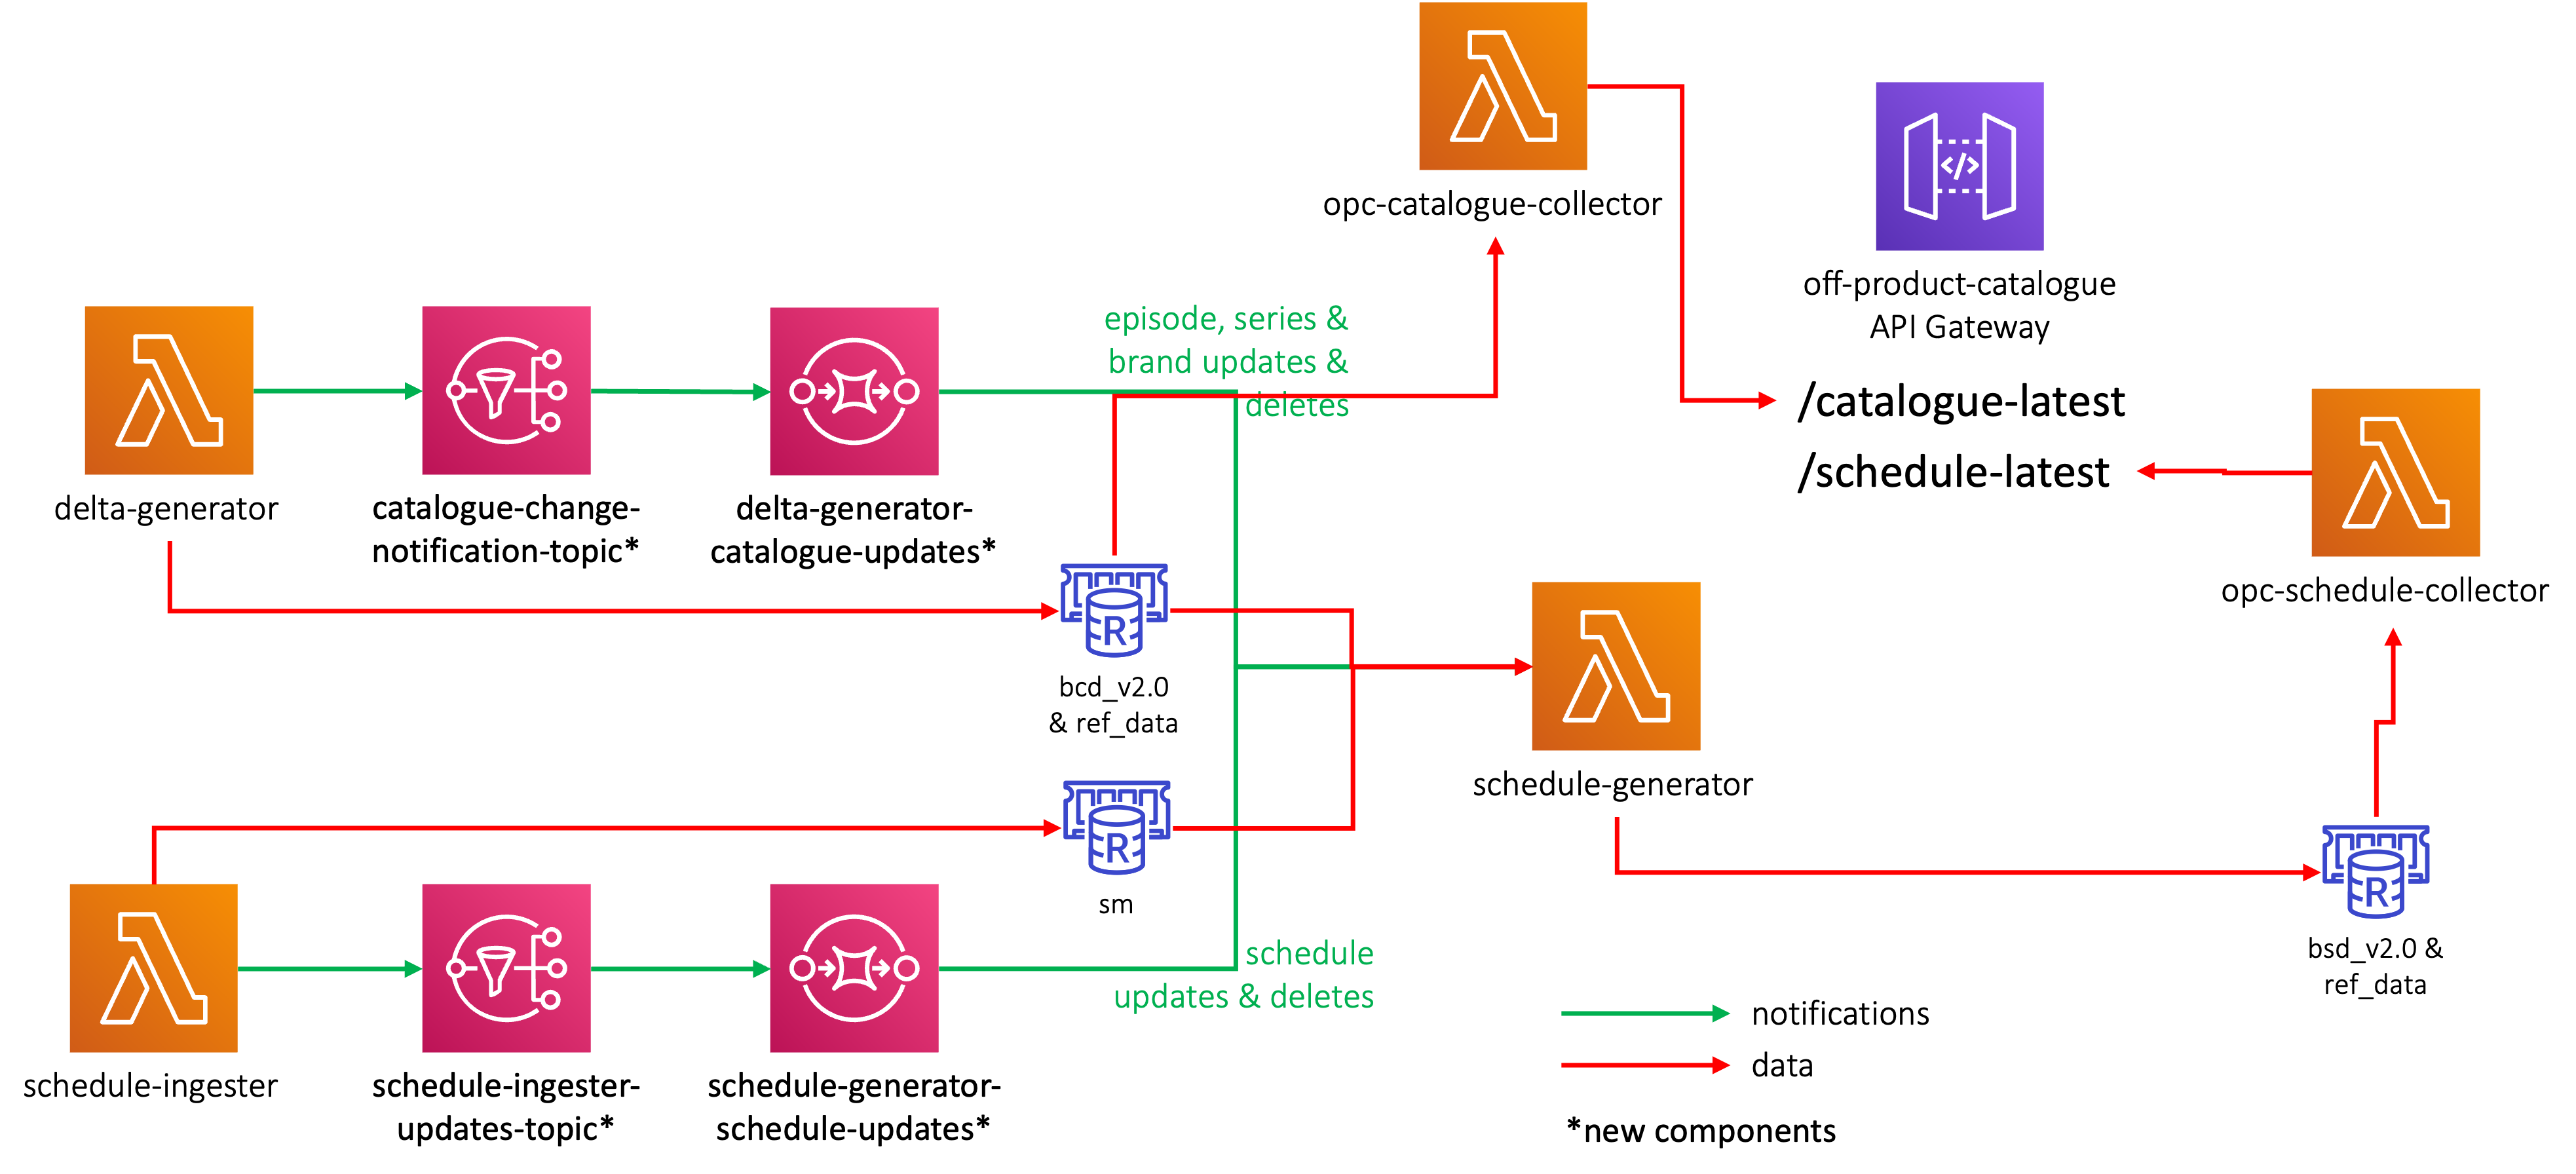 opc-catalogue-collector
off-product-catalogue
API Gateway
/catalogue-latest
/schedule-latest
episode, series &
brand updates &
deletes
delta-generator
catalogue-change-
notification-topic*
delta-generator-
catalogue-updates*
opc-schedule-collector
R
bcd_v2.0
& ref_data
schedule-generator
R
sm
R
bsd_v2.0 &
ref_data
schedule
updates & deletes
schedule-ingester
schedule-ingester-
updates-topic*
schedule-generator-
schedule-updates*
notifications
data
*new components